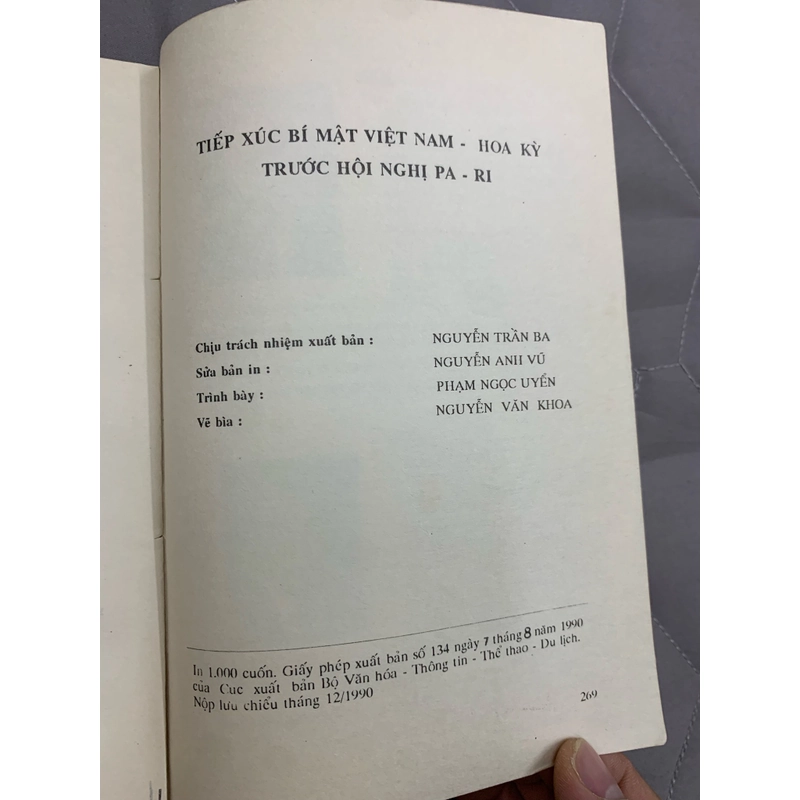 TIẾP XÚC BÍ MẬT VIỆT NAM - HOA KỲ
TRƯỚC HỘI NGHỊ PA - RI
Chịu trách nhiệm xuất bản : NGUYỄN TRẦN BA
Sửa bản in : NGUYỄN ANH VŨ
Trình bày : PHẠM NGỌC UYỂN
Vẽ bìa : NGUYỄN VĂN KHOA
In 1.000 cuốn. Giấy phép xuất bản số 134 ngày 7 tháng 8 năm 1990
của Cuc xuất bản Bộ Văn hóa - Thông tin - Thể thao - Du lịch.
Nộp lưu chiểu tháng 12/1990
269